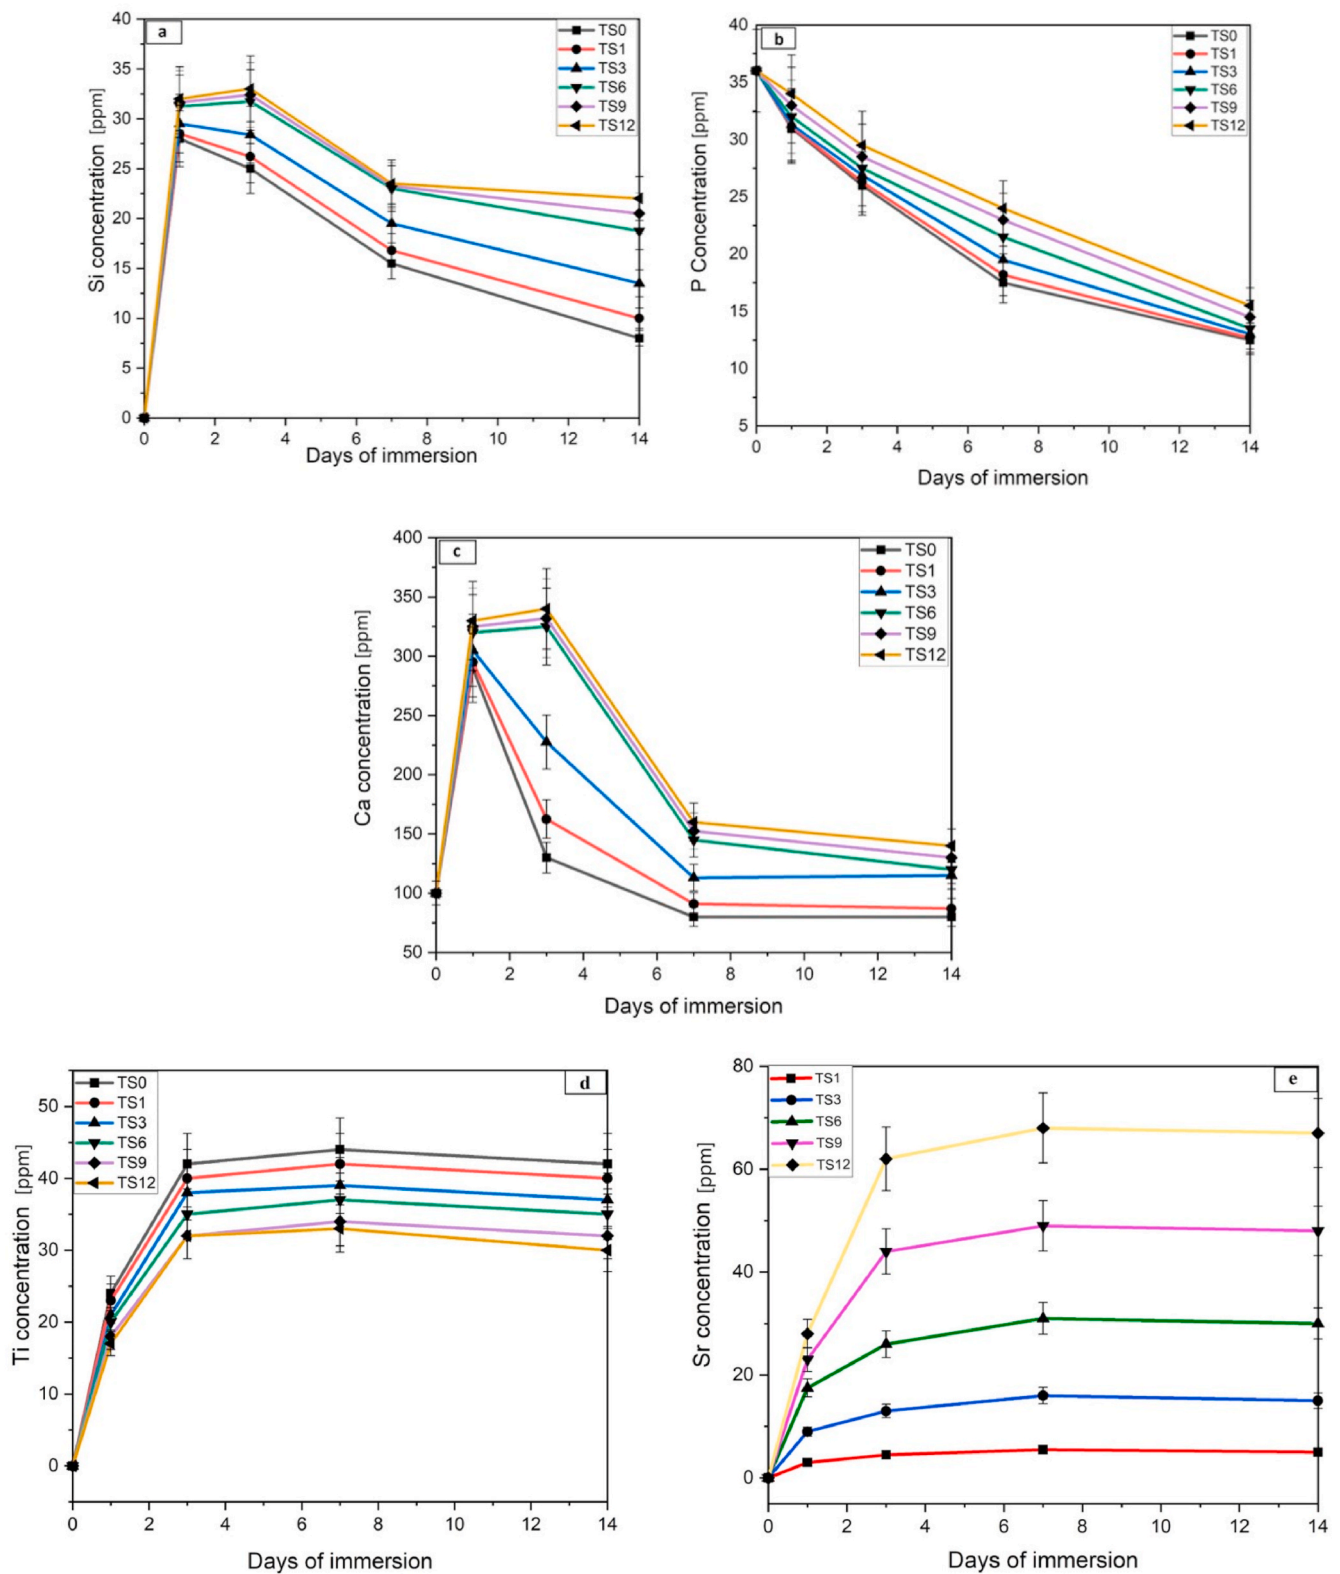 a
TS0
TS1
TS3
TS6
TS9
TS12
Si concentration [ppm]
40
35
30
25
20
15
10
5
0
0 2 4 6 8 10 12 14
Days of immersion
b
TS0
TS1
TS3
TS6
TS9
TS12
P Concentration [ppm]
40
35
30
25
20
15
10
5
0 2 4 6 8 10 12 14
Days of immersion
c
TS0
TS1
TS3
TS6
TS9
TS12
Ca concentration [ppm]
400
350
300
250
200
150
100
50
0 2 4 6 8 10 12 14
Days of immersion
d
TS0
TS1
TS3
TS6
TS9
TS12
Ti concentration [ppm]
50
40
30
20
10
0
0 2 4 6 8 10 12 14
Days of immersion
e
TS1
TS3
TS6
TS9
TS12
Sr concentration [ppm]
80
60
40
20
0
0 2 4 6 8 10 12 14
Days of immersion